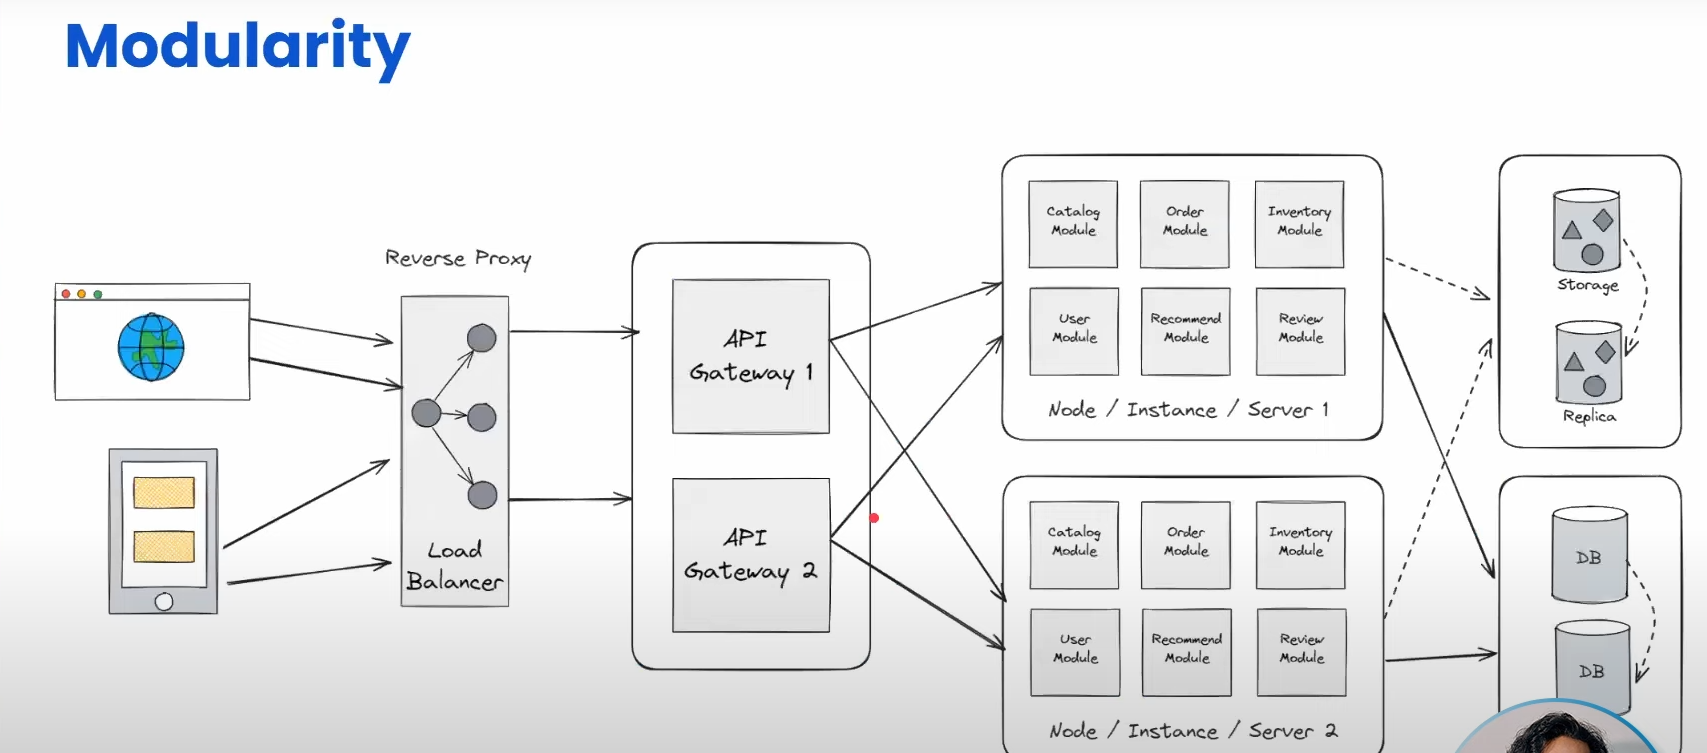 Modularity
Reverse Proxy
Load
Balancer
API
Gateway 1
API
Gateway 2
Catalog
Module
Order
Module
Inventory
Module
User
Module
Recommend
Module
Review
Module
Node / Instance / Server 1
Catalog
Module
Order
Module
Inventory
Module
User
Module
Recommend
Module
Review
Module
Node / Instance / Server 2
Storage
Replica
DB
DB